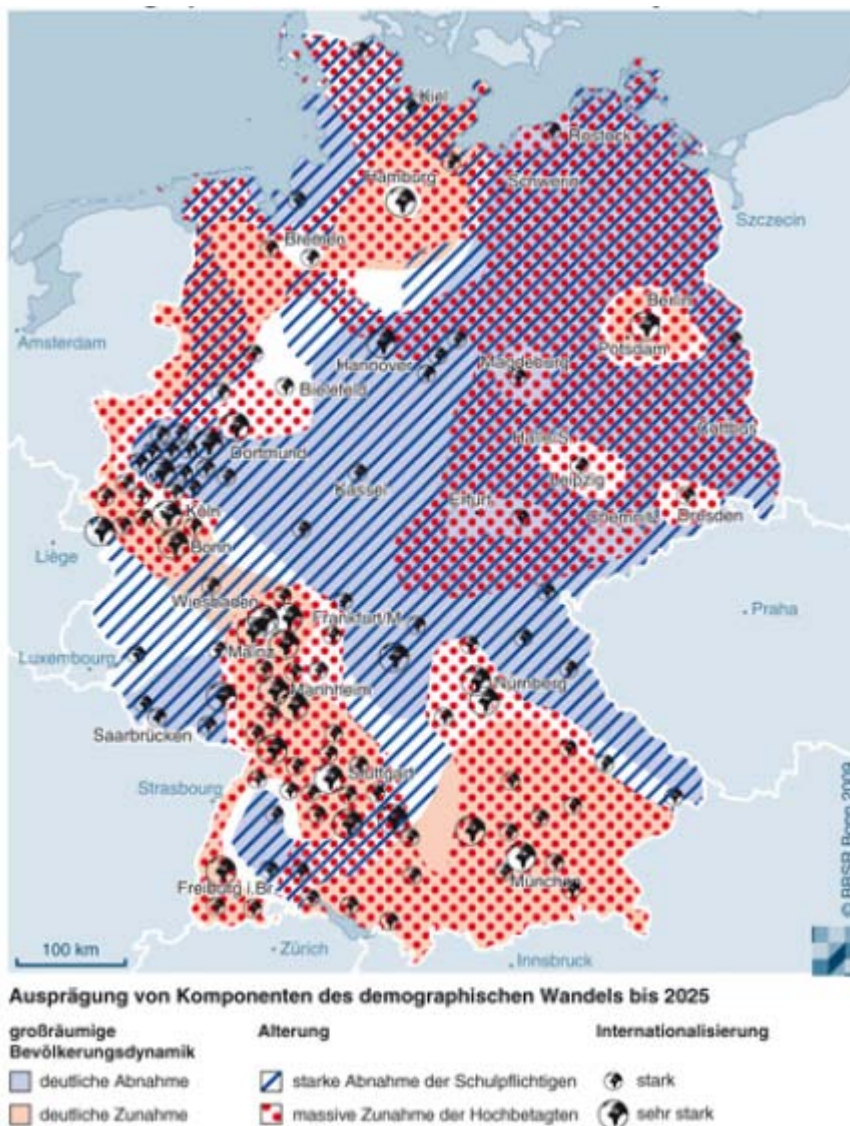 Kiel
Rostock
Hamburg
Schwerin
Szczecin
Bremen
Berlin
Amsterdam
Potsdam
Hannover
Magdeburg
Bielefeld
Cottbus
Dortmund
Halle/S.
Leipzig
Kassel
Köln
Erfurt
Chemnitz
Dresden
Bonn
Liège
Wiesbaden
Frankfurt/M.
Praha
Luxembourg
Mainz
Nürnberg
Mannheim
Saarbrücken
Stuttgart
Strasbourg
© BBSR Bonn 2009
München
Freiburg i.Br.
100 km
Zürich
Innsbruck
Ausprägung von Komponenten des demographischen Wandels bis 2025
großräumige
Bevölkerungsdynamik
Alterung
Internationalisierung
deutliche Abnahme
starke Abnahme der Schulpflichtigen
stark
deutliche Zunahme
massive Zunahme der Hochbetagten
sehr stark